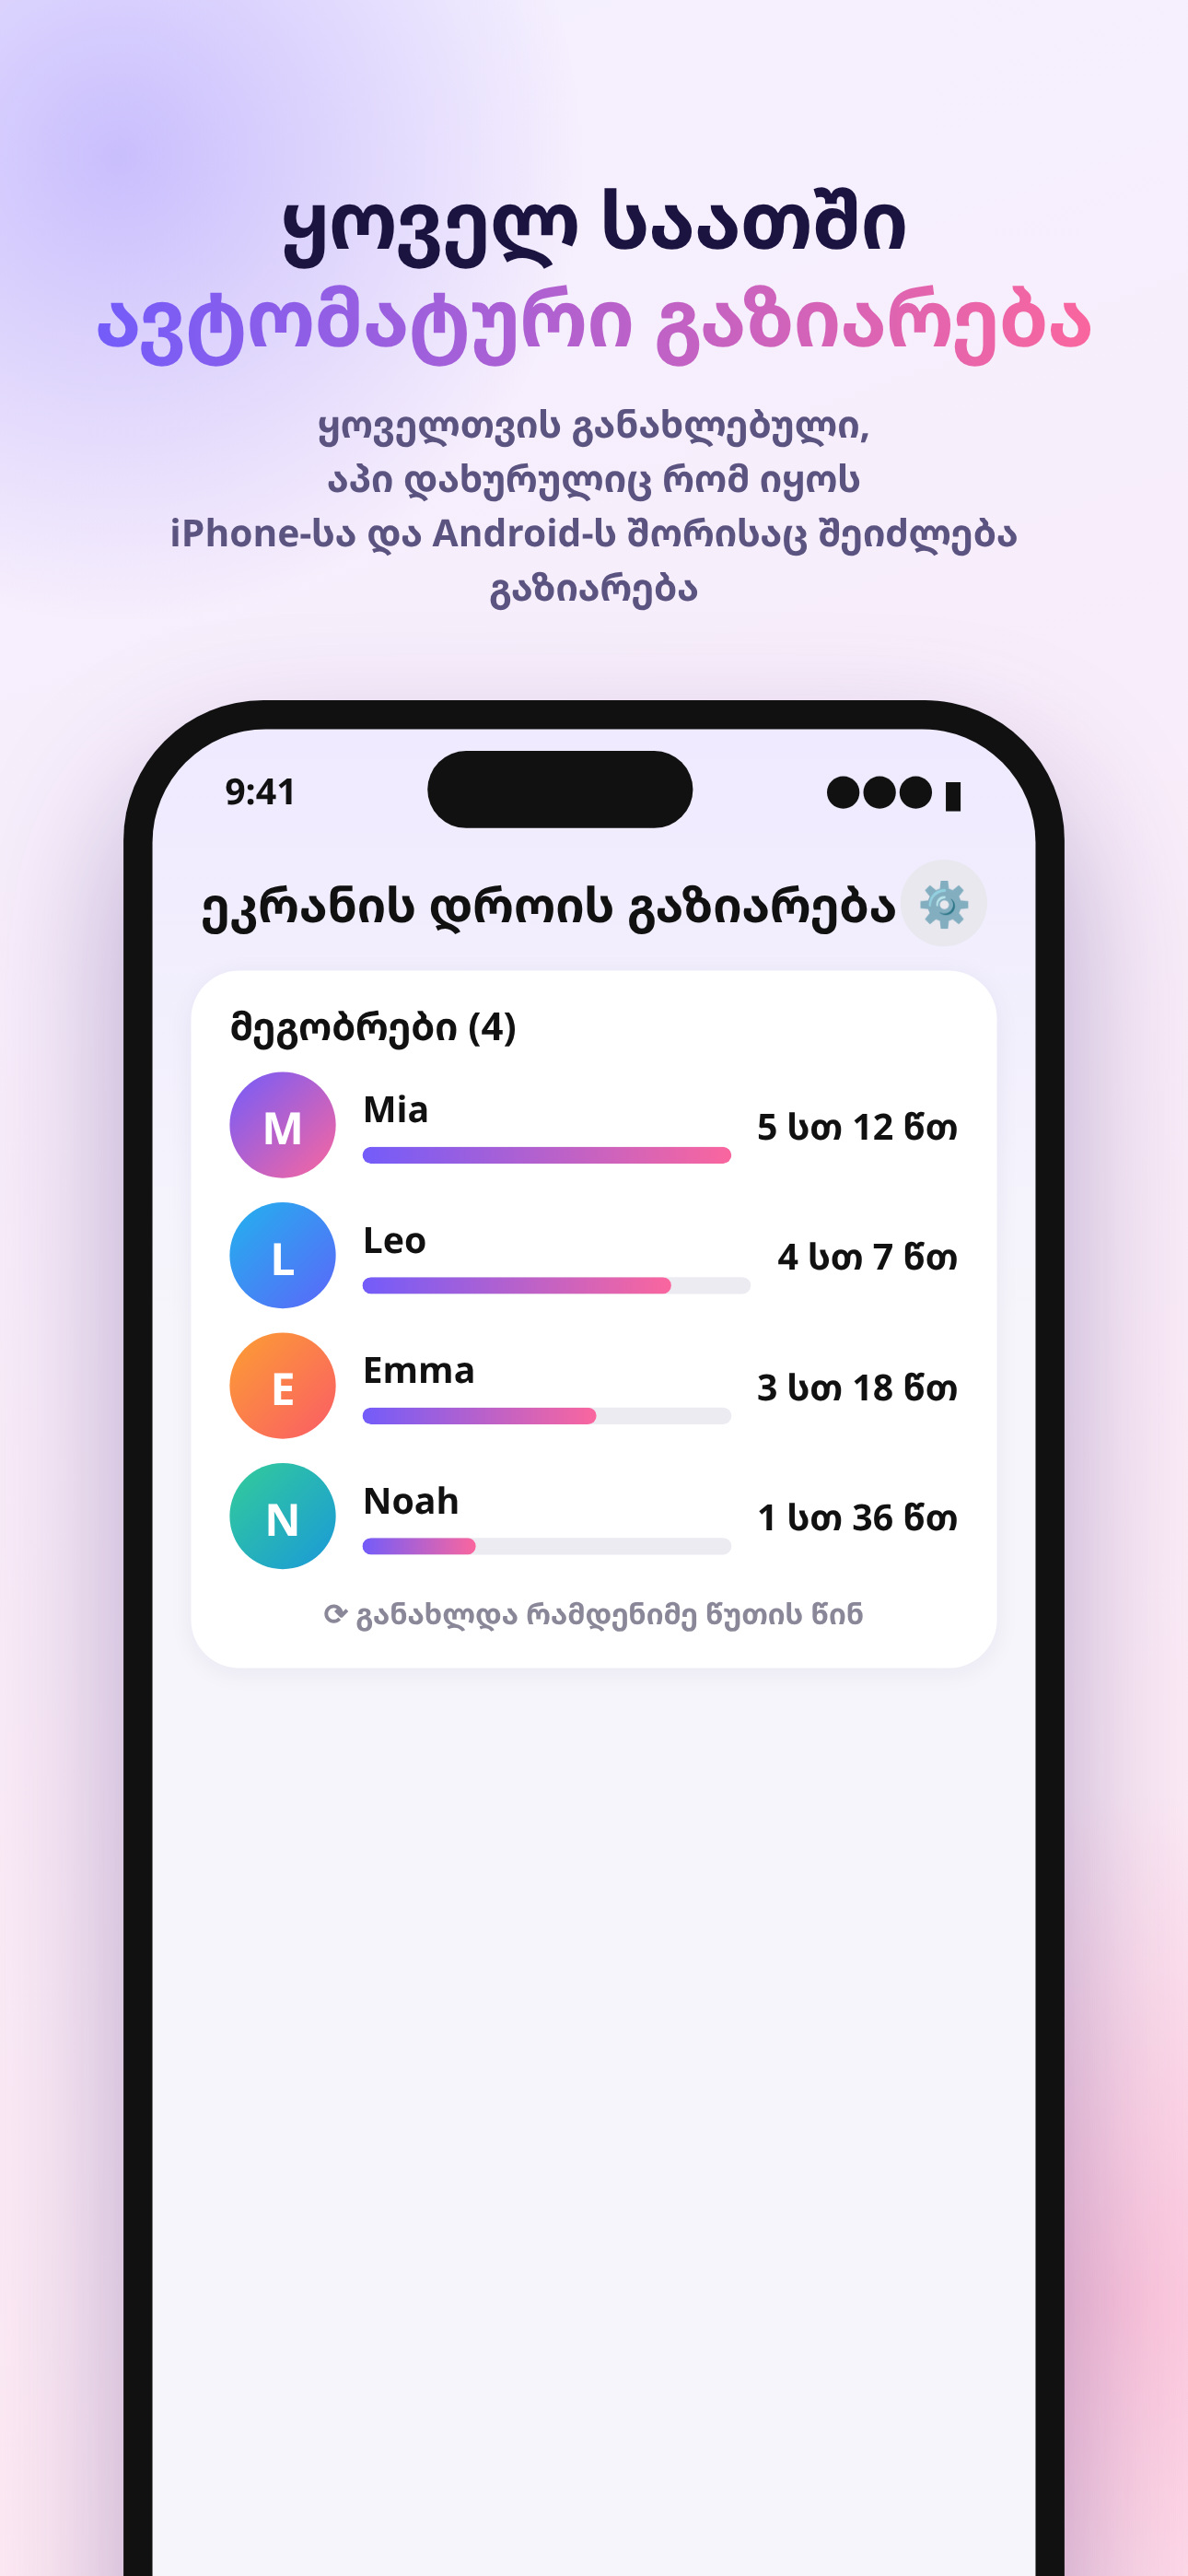 ყოველ საათში
ავტომატური გაზიარება
ყოველთვის განახლებული,
აპი დახურულიც რომ იყოს
iPhone-სა და Android-ს შორისაც შეიძლება
გაზიარება
9:41
ეკრანის დროის გაზიარება
მეგობრები (4)
M
Mia
5 სთ 12 წთ
L
Leo
4 სთ 7 წთ
E
Emma
3 სთ 18 წთ
N
Noah
1 სთ 36 წთ
⟳ განახლდა რამდენიმე წუთის წინ